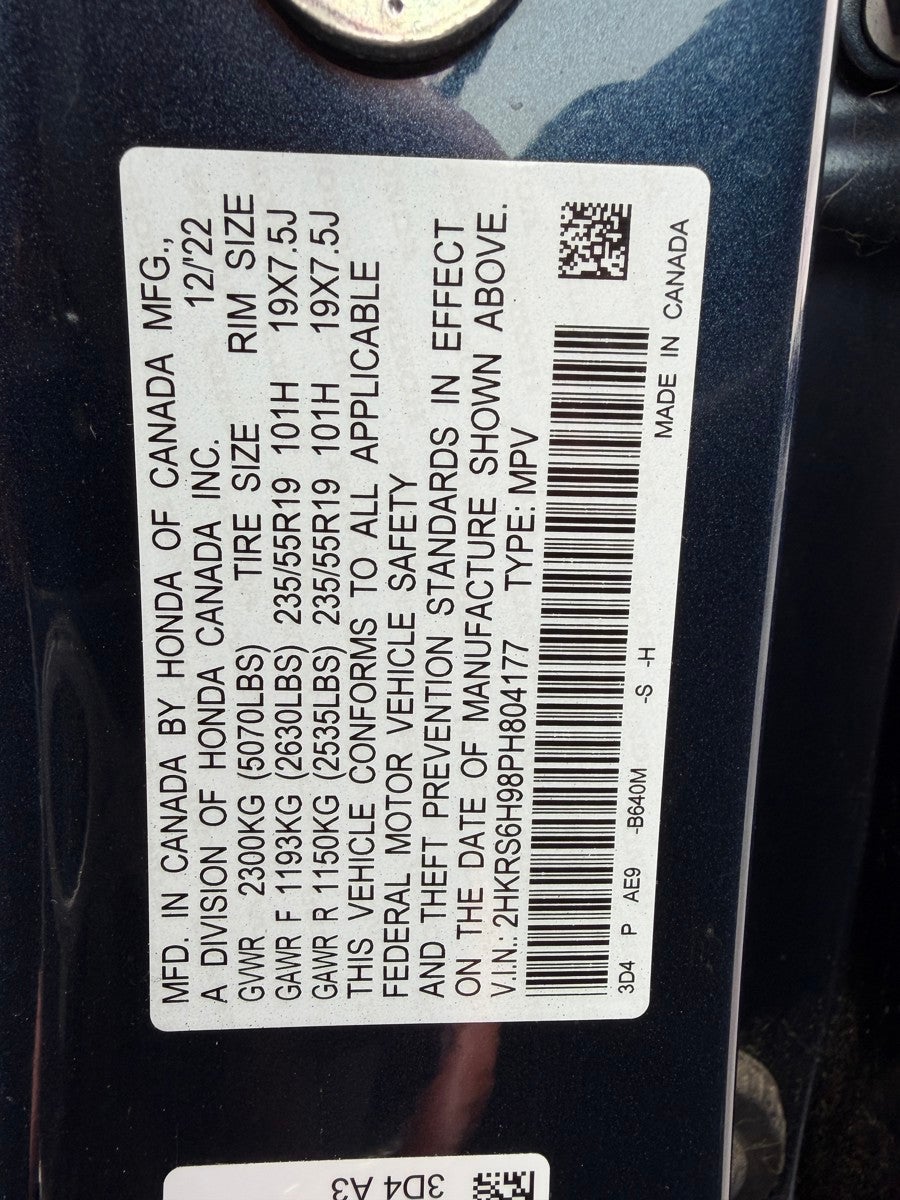 MFD. IN CANADA BY HONDA OF CANADA MFG.,
A DIVISION OF HONDA CANADA INC. 12/'22
GVWR 2300KG (5070LBS) TIRE SIZE RIM SIZE
GAWR F 1193KG (2630LBS) 235/55R19 101H 19X7.5J
GAWR R 1150KG (2535LBS) 235/55R19 101H 19X7.5J
THIS VEHICLE CONFORMS TO ALL APPLICABLE
FEDERAL MOTOR VEHICLE SAFETY
AND THEFT PREVENTION STANDARDS IN EFFECT
ON THE DATE OF MANUFACTURE SHOWN ABOVE.
V.I.N.: 2HKRS6H98PH804177 TYPE: MPV
3D4 P AE9 -B640M -S -H
MADE IN CANADA
3D4 A3